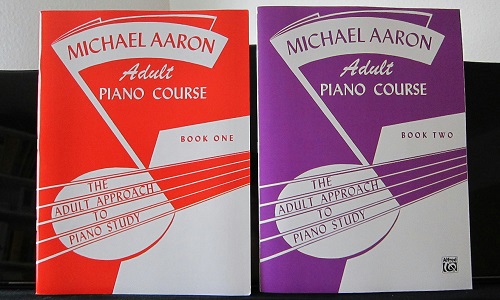 MICHAEL AARON
Adult
PIANO COURSE
BOOK ONE
THE
ADULT APPROACH
TO
PIANO STUDY
MICHAEL AARON
Adult
PIANO COURSE
BOOK TWO
THE
ADULT APPROACH
TO
PIANO STUDY
Alfred